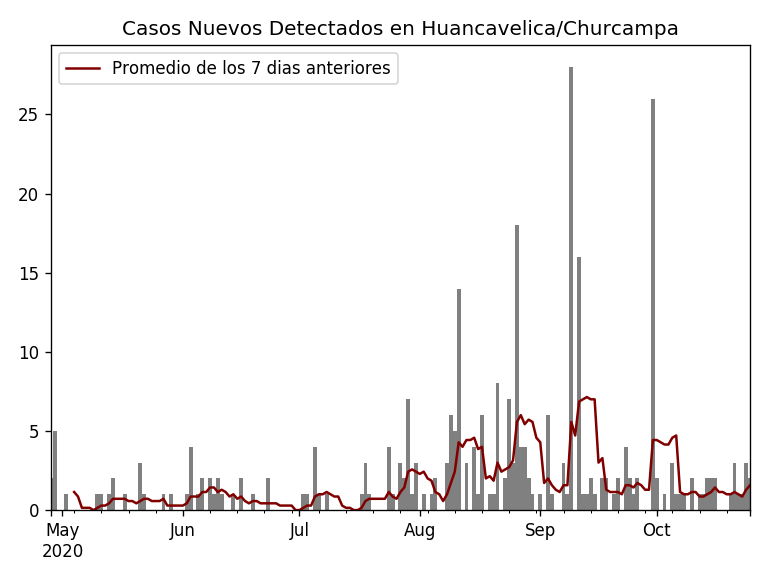 Casos Nuevos Detectados en Huancavelica/Churcampa
Promedio de los 7 dias anteriores
25
20
15
10
5
0
May Jun Jul Aug Sep Oct
2020